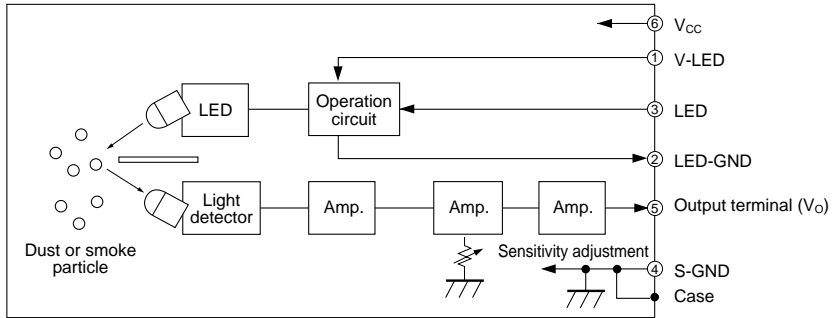 ⑥ VCC
① V-LED
LED
Operation
circuit
③ LED
② LED-GND
Light
detector
Amp.
Amp.
Amp.
⑤ Output terminal (VO)
Dust or smoke
particle
Sensitivity adjustment
④ S-GND
Case